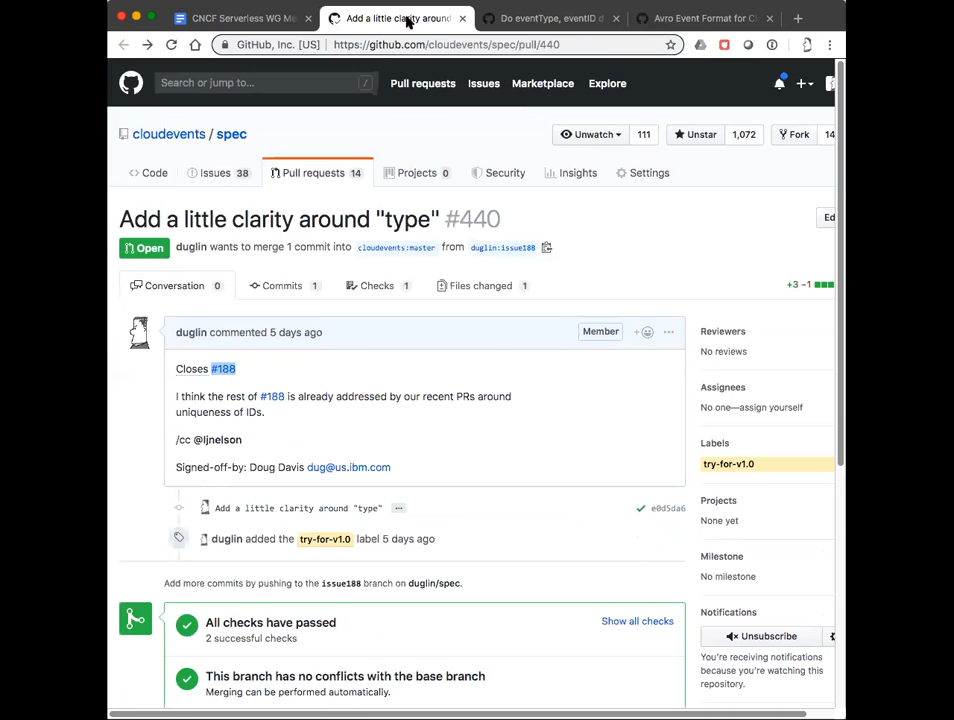 CNCF Serverless WG Me
Add a little clarity around
Do eventType, eventID d
Avro Event Format for C
GitHub, Inc. [US] https://github.com/cloudevents/spec/pull/440
Search or jump to... /
Pull requests Issues Marketplace Explore
cloudevents / spec
Unwatch 111 Unstar 1,072 Fork 14
Code Issues 38 Pull requests 14 Projects 0 Security Insights Settings
Add a little clarity around "type" #440
Ed
Open duglin wants to merge 1 commit into cloudevents:master from duglin:issue188
Conversation 0 Commits 1 Checks 1 Files changed 1
+3 −1
duglin commented 5 days ago Member
Closes #188
I think the rest of #188 is already addressed by our recent PRs around
uniqueness of IDs.
/cc @ljnelson
Signed-off-by: Doug Davis dug@us.ibm.com
Add a little clarity around "type" e0d5da6
duglin added the try-for-v1.0 label 5 days ago
Add more commits by pushing to the issue188 branch on duglin/spec.
All checks have passed Show all checks
2 successful checks
This branch has no conflicts with the base branch
Merging can be performed automatically.
Reviewers
No reviews
Assignees
No one—assign yourself
Labels
try-for-v1.0
Projects
None yet
Milestone
No milestone
Notifications
Unsubscribe
You're receiving notifications
because you're watching this
repository.